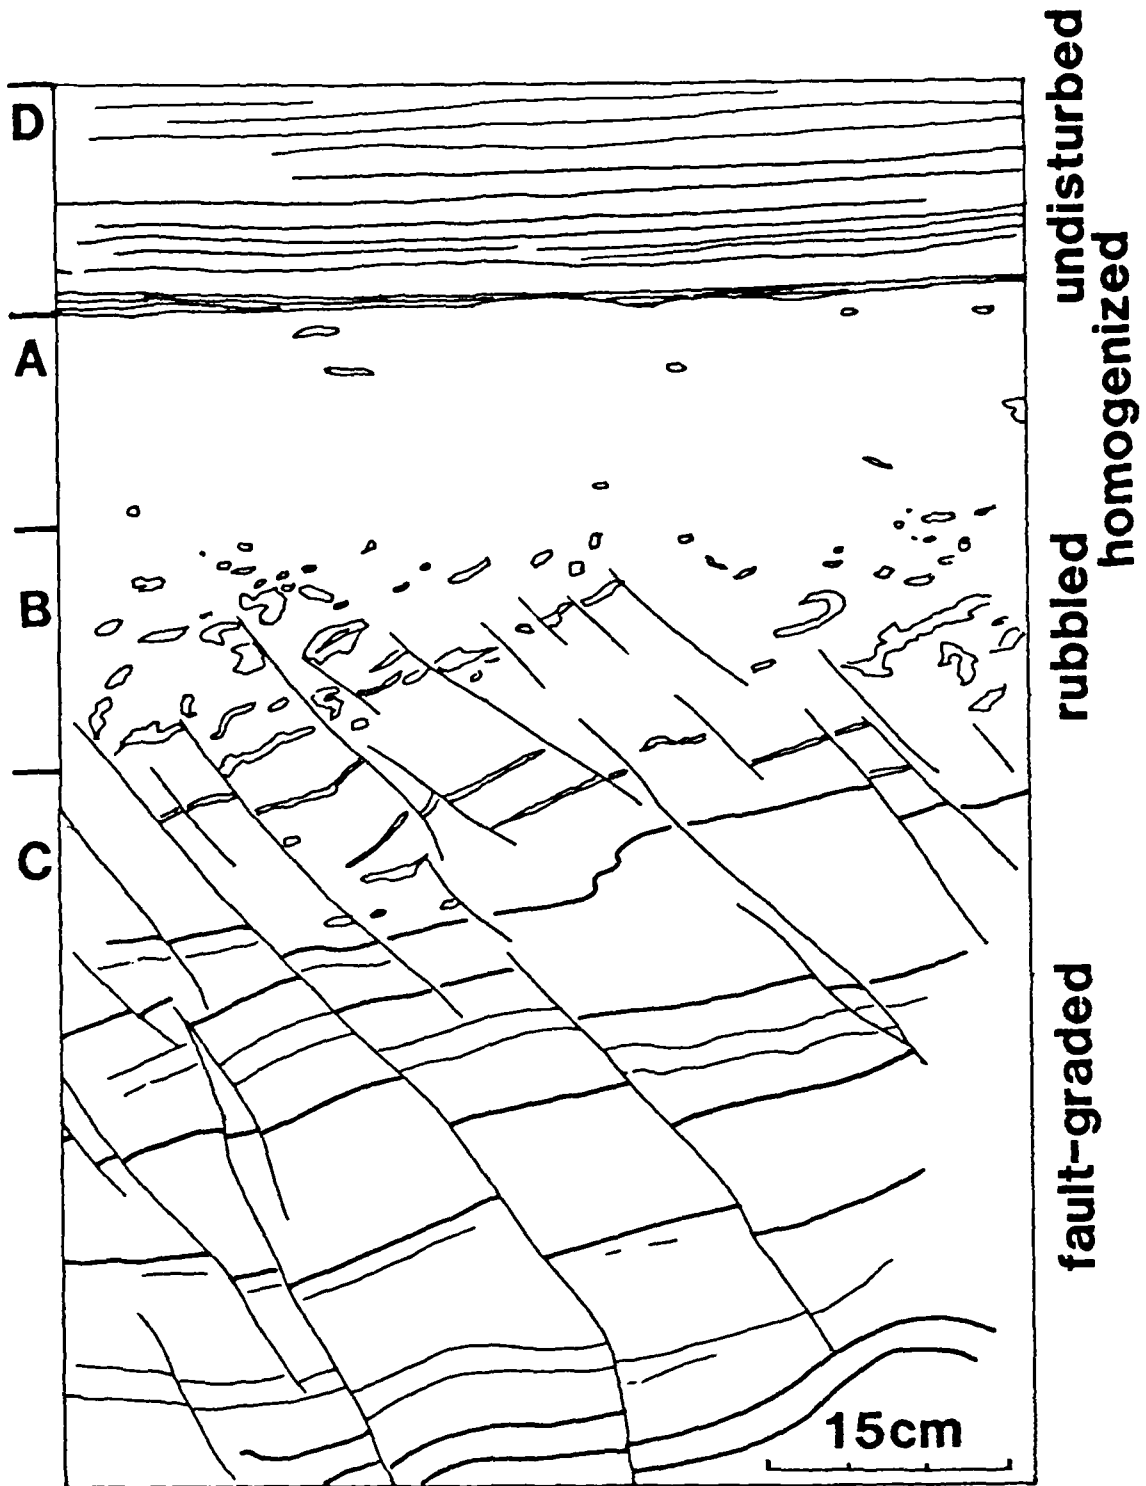 D
undisturbed
A
homogenized
B
rubbled
C
fault-graded
15cm